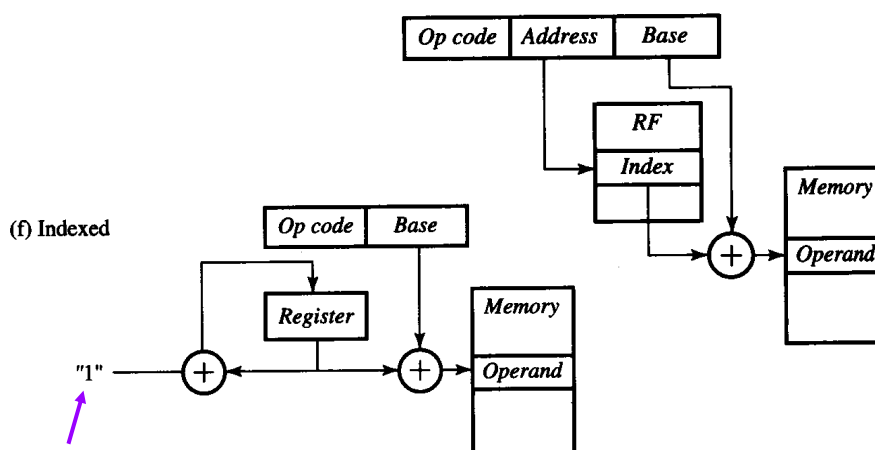 Op code Address Base
RF
Index
Memory
Operand
(f) Indexed
Op code Base
Register
Memory
Operand
"1"
+
+
+